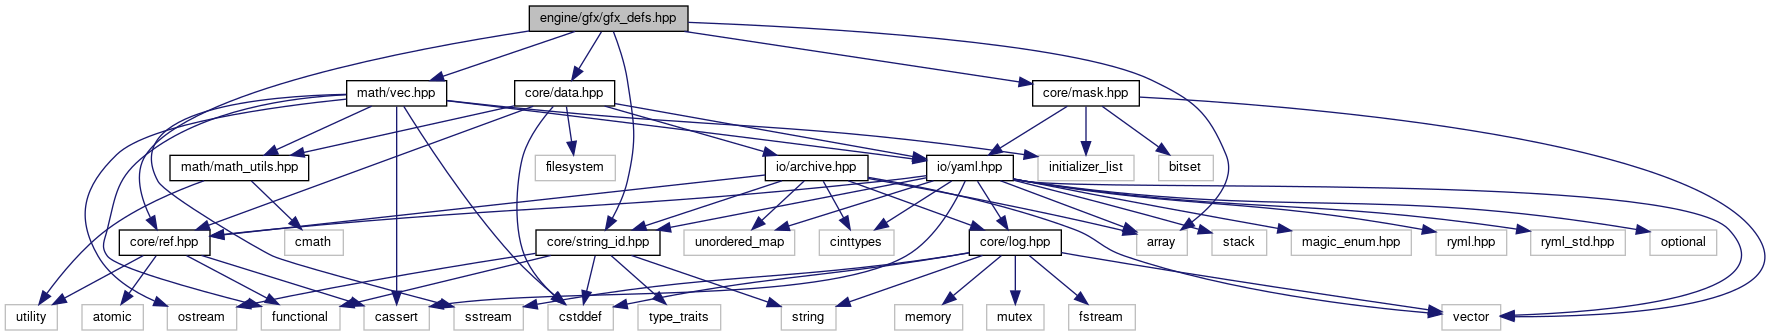 engine/gfx/gfx_defs.hpp
math/vec.hpp
core/data.hpp
core/mask.hpp
math/math_utils.hpp
filesystem
io/archive.hpp
io/yaml.hpp
initializer_list
bitset
core/ref.hpp
cmath
core/string_id.hpp
unordered_map
cinttypes
core/log.hpp
array
stack
magic_enum.hpp
ryml.hpp
ryml_std.hpp
optional
utility
atomic
ostream
functional
cassert
sstream
cstddef
type_traits
string
memory
mutex
fstream
vector